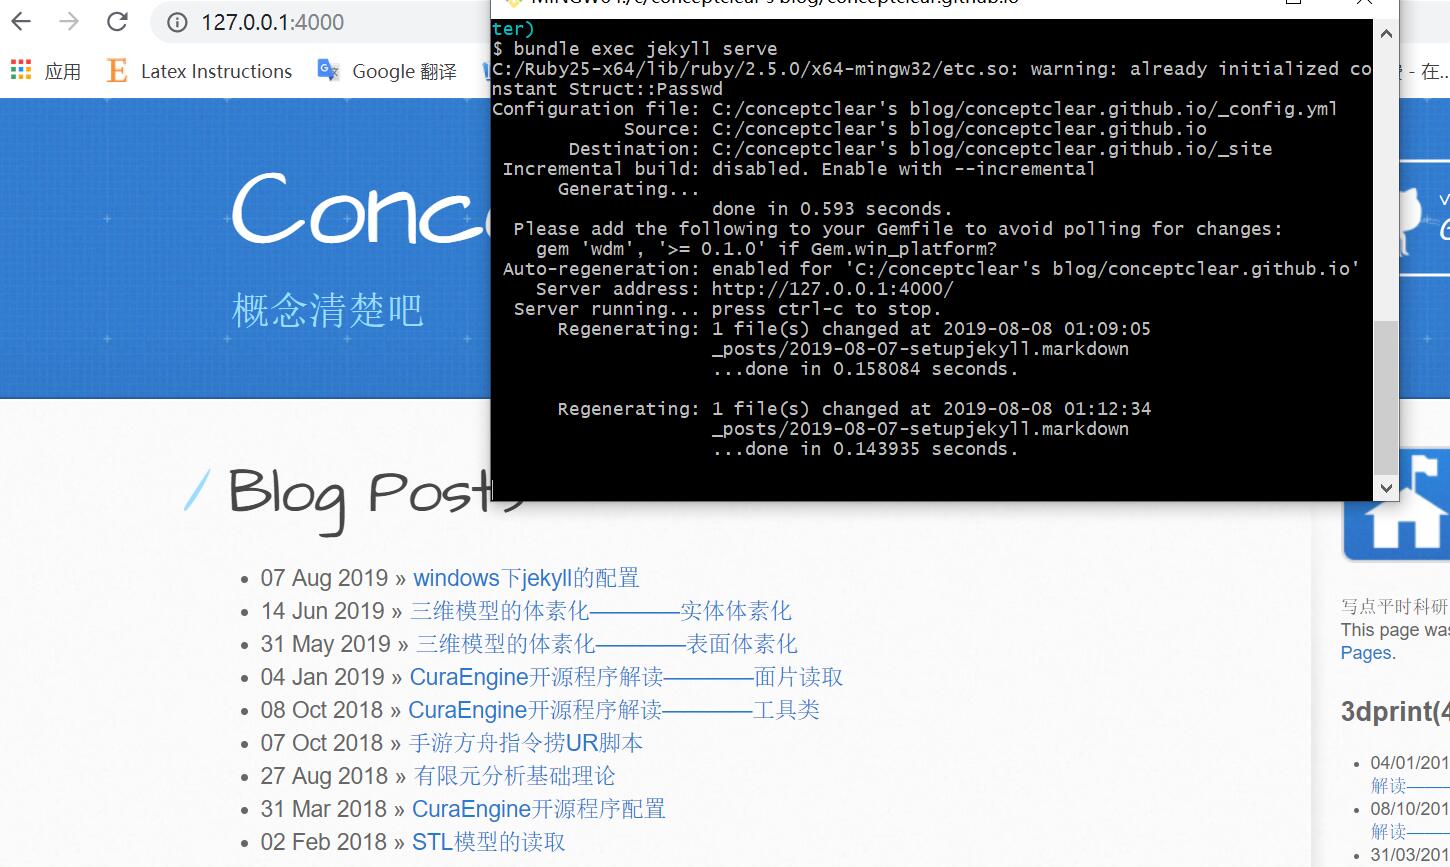 127.0.0.1:4000
应用
Latex Instructions
Google 翻译
ter)
$ bundle exec jekyll serve
C:/Ruby25-x64/lib/ruby/2.5.0/x64-mingw32/etc.so: warning: already initialized co
nstant Struct::Passwd
Configuration file: C:/conceptclear's blog/conceptclear.github.io/_config.yml
Source: C:/conceptclear's blog/conceptclear.github.io
Destination: C:/conceptclear's blog/conceptclear.github.io/_site
Incremental build: disabled. Enable with --incremental
Generating...
done in 0.593 seconds.
Please add the following to your Gemfile to avoid polling for changes:
gem 'wdm', '>= 0.1.0' if Gem.win_platform?
Auto-regeneration: enabled for 'C:/conceptclear's blog/conceptclear.github.io'
Server address: http://127.0.0.1:4000/
Server running... press ctrl-c to stop.
Regenerating: 1 file(s) changed at 2019-08-08 01:09:05
_posts/2019-08-07-setupjekyll.markdown
...done in 0.158084 seconds.
Regenerating: 1 file(s) changed at 2019-08-08 01:12:34
_posts/2019-08-07-setupjekyll.markdown
...done in 0.143935 seconds.
Conc
概念清楚吧
Blog Posts
07 Aug 2019 » windows下jekyll的配置
14 Jun 2019 » 三维模型的体素化————实体体素化
31 May 2019 » 三维模型的体素化————表面体素化
04 Jan 2019 » CuraEngine开源程序解读————面片读取
08 Oct 2018 » CuraEngine开源程序解读————工具类
07 Oct 2018 » 手游方舟指令捞UR脚本
27 Aug 2018 » 有限元分析基础理论
31 Mar 2018 » CuraEngine开源程序配置
02 Feb 2018 » STL模型的读取
写点平时科研
This page was
Pages.
3dprint(4
04/01/201
解读——
08/10/201
解读——
31/03/201